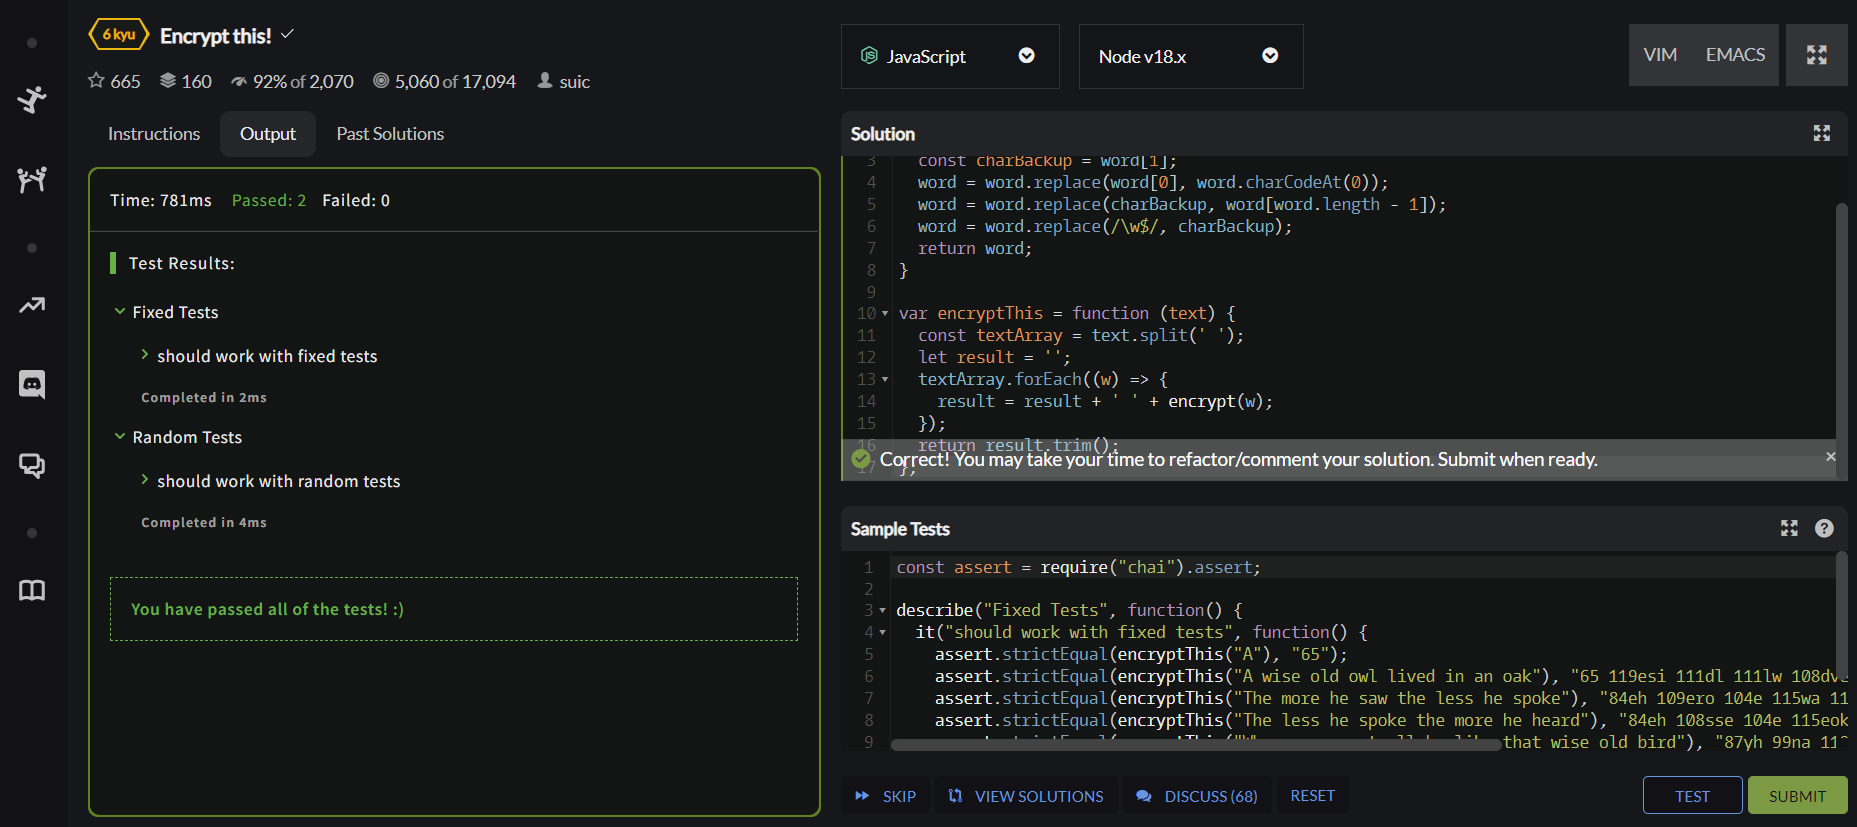 6 kyu Encrypt this!
665 160 92% of 2,070 5,060 of 17,094 suic
Instructions Output Past Solutions
Time: 781ms Passed: 2 Failed: 0
Test Results:
Fixed Tests
should work with fixed tests
Completed in 2ms
Random Tests
should work with random tests
Completed in 4ms
You have passed all of the tests! :)
JavaScript Node v18.x VIM EMACS
Solution
3 const charBackup = word[1];
4 word = word.replace(word[0], word.charCodeAt(0));
5 word = word.replace(charBackup, word[word.length - 1]);
6 word = word.replace(/\w$/, charBackup);
7 return word;
8 }
9
10 var encryptThis = function (text) {
11 const textArray = text.split(' ');
12 let result = '';
13 textArray.forEach((w) => {
14 result = result + ' ' + encrypt(w);
15 });
16 return result.trim();
17 };
Correct! You may take your time to refactor/comment your solution. Submit when ready. ×
Sample Tests
1 const assert = require("chai").assert;
2
3 describe("Fixed Tests", function() {
4 it("should work with fixed tests", function() {
5 assert.strictEqual(encryptThis("A"), "65");
6 assert.strictEqual(encryptThis("A wise old owl lived in an oak"), "65 119esi 111dl 111lw 108dv
7 assert.strictEqual(encryptThis("The more he saw the less he spoke"), "84eh 109ero 104e 115wa 11
8 assert.strictEqual(encryptThis("The less he spoke the more he heard"), "84eh 108sse 104e 115eok
9 that wise old bird"), "87yh 99na
SKIP VIEW SOLUTIONS DISCUSS (68) RESET TEST SUBMIT